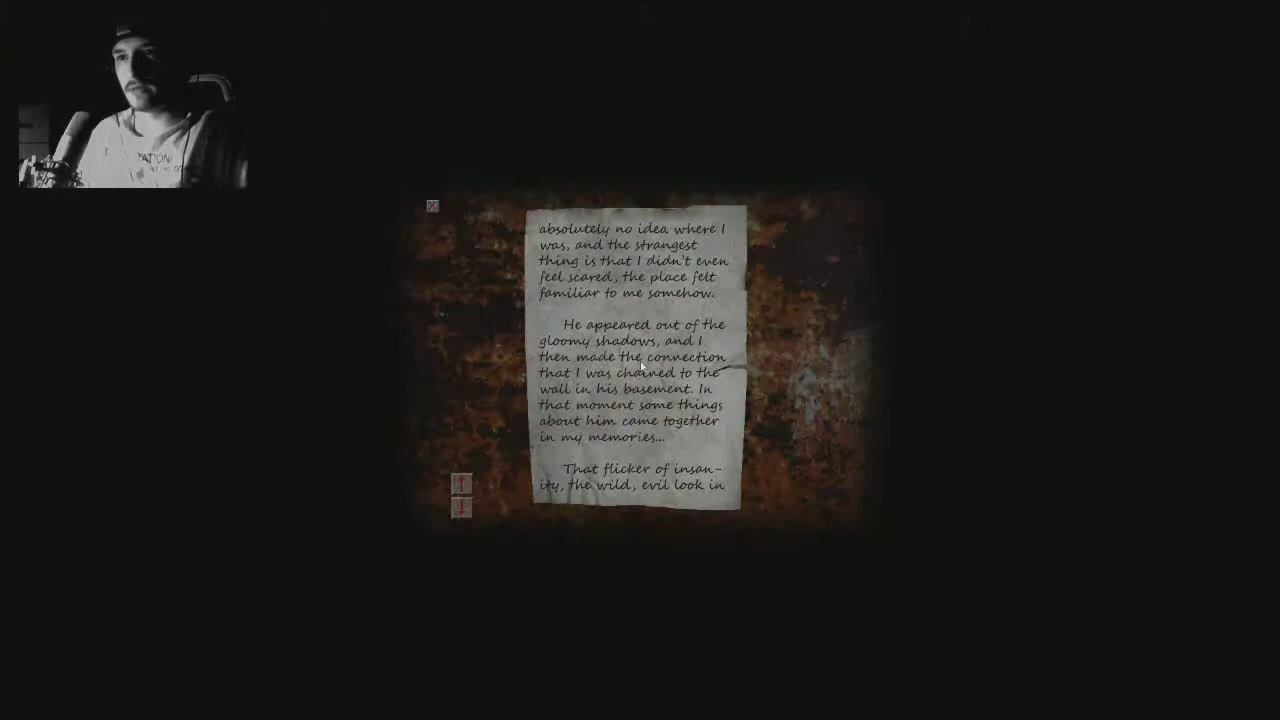 TATION
absolutely no idea where I
was, and the strangest
thing is that I didn't even
feel scared, the place felt
familiar to me somehow.
He appeared out of the
gloomy shadows, and I
then made the connection
that I was chained to the
wall in his basement. In
that moment some things
about him came together
in my memories...
That flicker of insan-
ity, the wild, evil look in